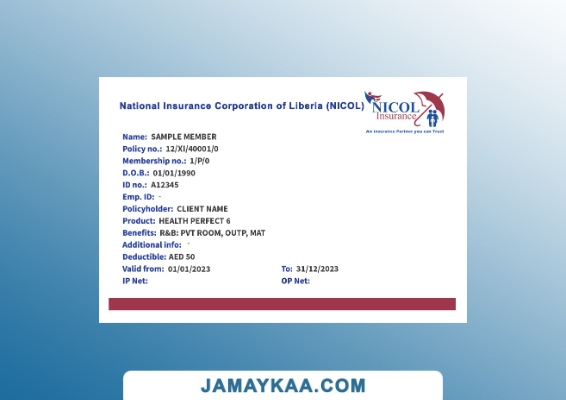 National Insurance Corporation of Liberia (NICOL)
NICOL
Insurance
An Insurance Partner you can Trust
Name: SAMPLE MEMBER
Policy no.: 12/XI/40001/0
Membership no.: 1/P/0
D.O.B.: 01/01/1990
ID no.: A12345
Emp. ID: -
Policyholder: CLIENT NAME
Product: HEALTH PERFECT 6
Benefits: R&B: PVT ROOM, OUTP, MAT
Additional info: -
Deductible: AED 50
Valid from: 01/01/2023 To: 31/12/2023
IP Net: OP Net:
JAMAYKAA.COM